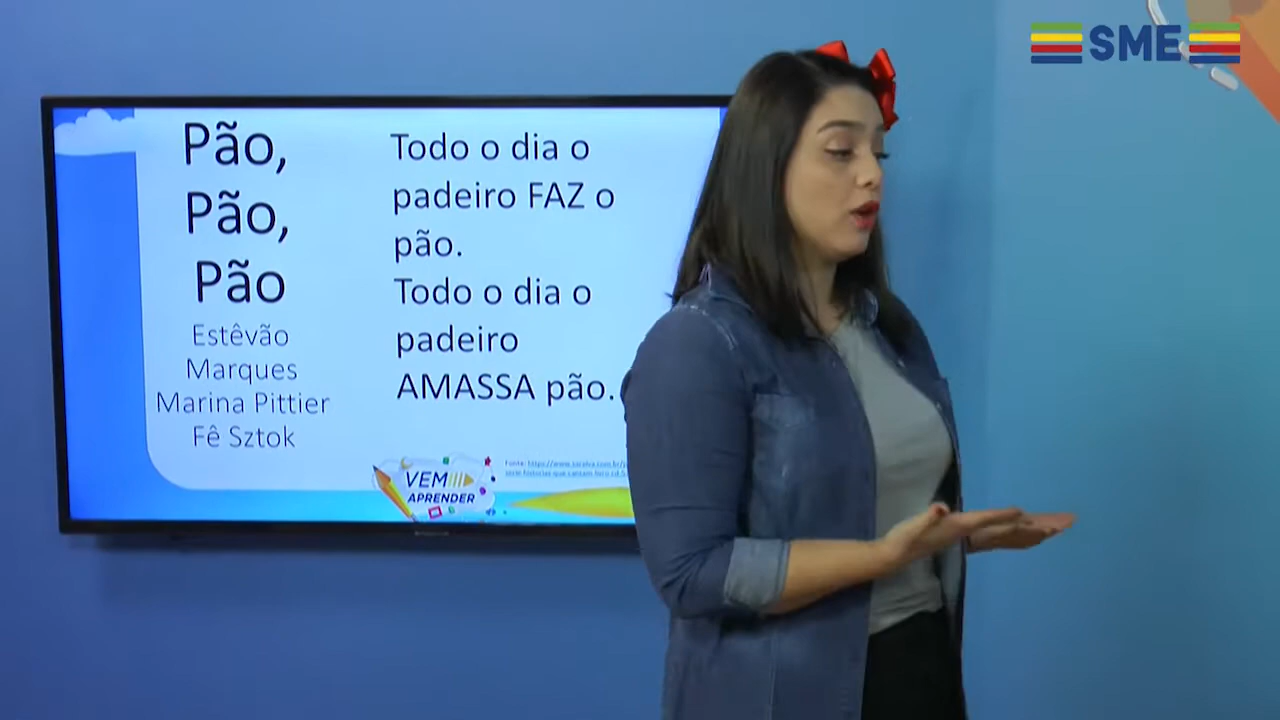 SME
Pão,
Pão,
Pão
Estêvão
Marques
Marina Pittier
Fê Sztok
Todo o dia o
padeiro FAZ o
pão.
Todo o dia o
padeiro
AMASSA pão.
VEM
APRENDER
Fonte: